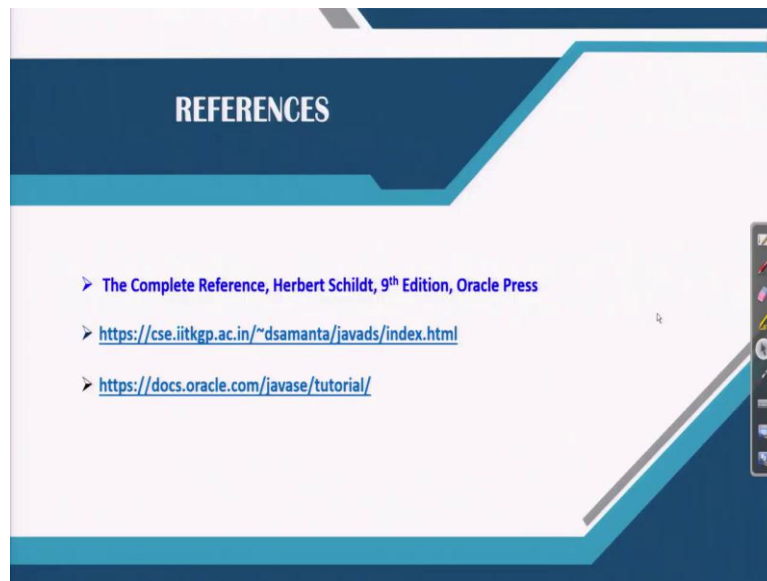 REFERENCES
The Complete Reference, Herbert Schildt, 9th Edition, Oracle Press
https://cse.iitkgp.ac.in/~dsamanta/javads/index.html
https://docs.oracle.com/javase/tutorial/